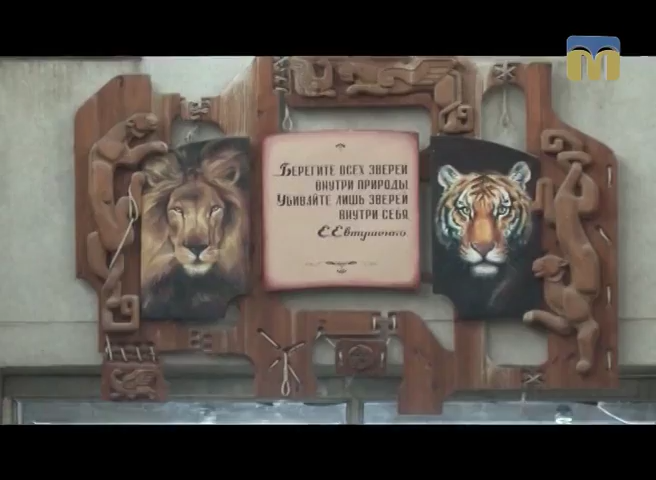 Берегите всех зверей
внутри природы
Убивайте лишь зверей
внутри себя
Е Евтушенко
M